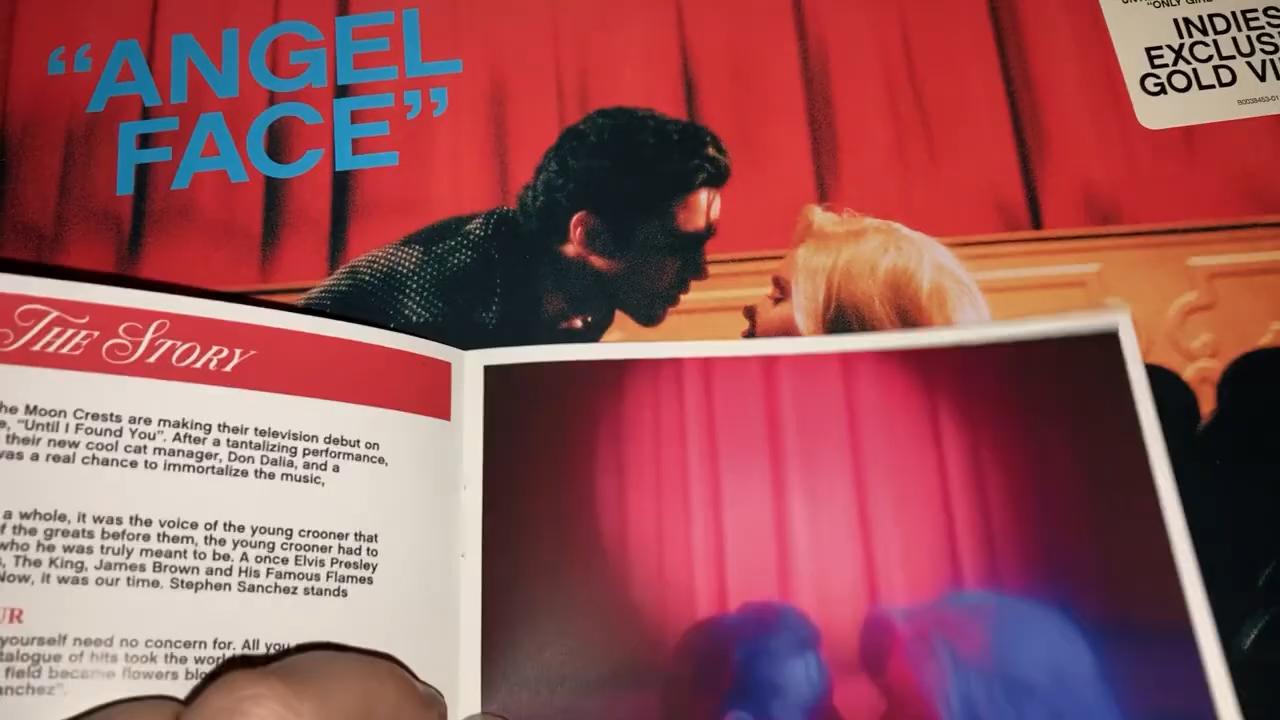 “ANGEL
FACE”
“ONLY GIRL
INDIES
EXCLUS
GOLD VI
B0038453-01
THE STORY
he Moon Crests are making their television debut on
e, “Until I Found You”. After a tantalizing performance,
their new cool cat manager, Don Dalia, and a
was a real chance to immortalize the music,
a whole, it was the voice of the young crooner that
f the greats before them, the young crooner had to
who he was truly meant to be. A once Elvis Presley
s, The King, James Brown and His Famous Flames
Now, it was our time. Stephen Sanchez stands
UR
yourself need no concern for. All you
talogue of hits took the worl
field became flowers blo
anchez”.